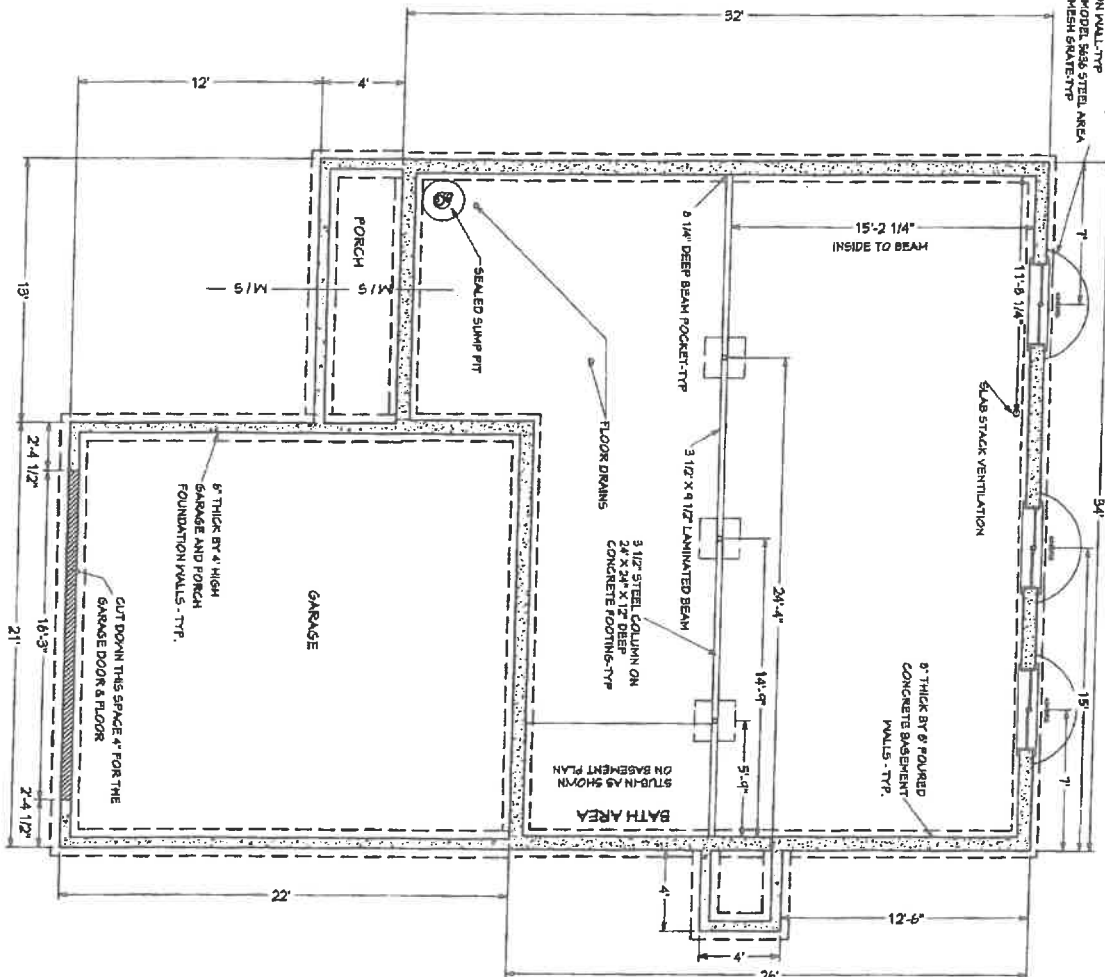 ON WALL-TYP
MODEL 5636 STEEL AREA
MESH GRATE-TYP
32'
12'
4'
13'
7'
34'
15'-2 1/4"
INSIDE TO BEAM
11'-8 1/4"
PORCH
M/S
M/S
SEALED SUMP PIT
8 1/4" DEEP BEAM POCKET-TYP
SLAB STACK VENTILATION
FLOOR DRAINS
3 1/2" X 9 1/2" LAMINATED BEAM
3 1/2" STEEL COLUMN ON
24" X 24" X 12" DEEP
CONCRETE FOOTING-TYP
24'-4"
14'-9"
5'-9"
15'
7'
8" THICK BY 8' POURED
CONCRETE BASEMENT
WALLS - TYP.
BATH AREA
STUB-IN AS SHOWN
ON BASEMENT PLAN
GARAGE
8" THICK BY 4' HIGH
GARAGE AND PORCH
FOUNDATION WALLS - TYP.
CUT DOWN THIS SPACE 4" FOR THE
GARAGE DOOR & FLOOR
2'-4 1/2"
16'-3"
21'
2'-4 1/2"
22'
4'
4'
12'-6"
26'